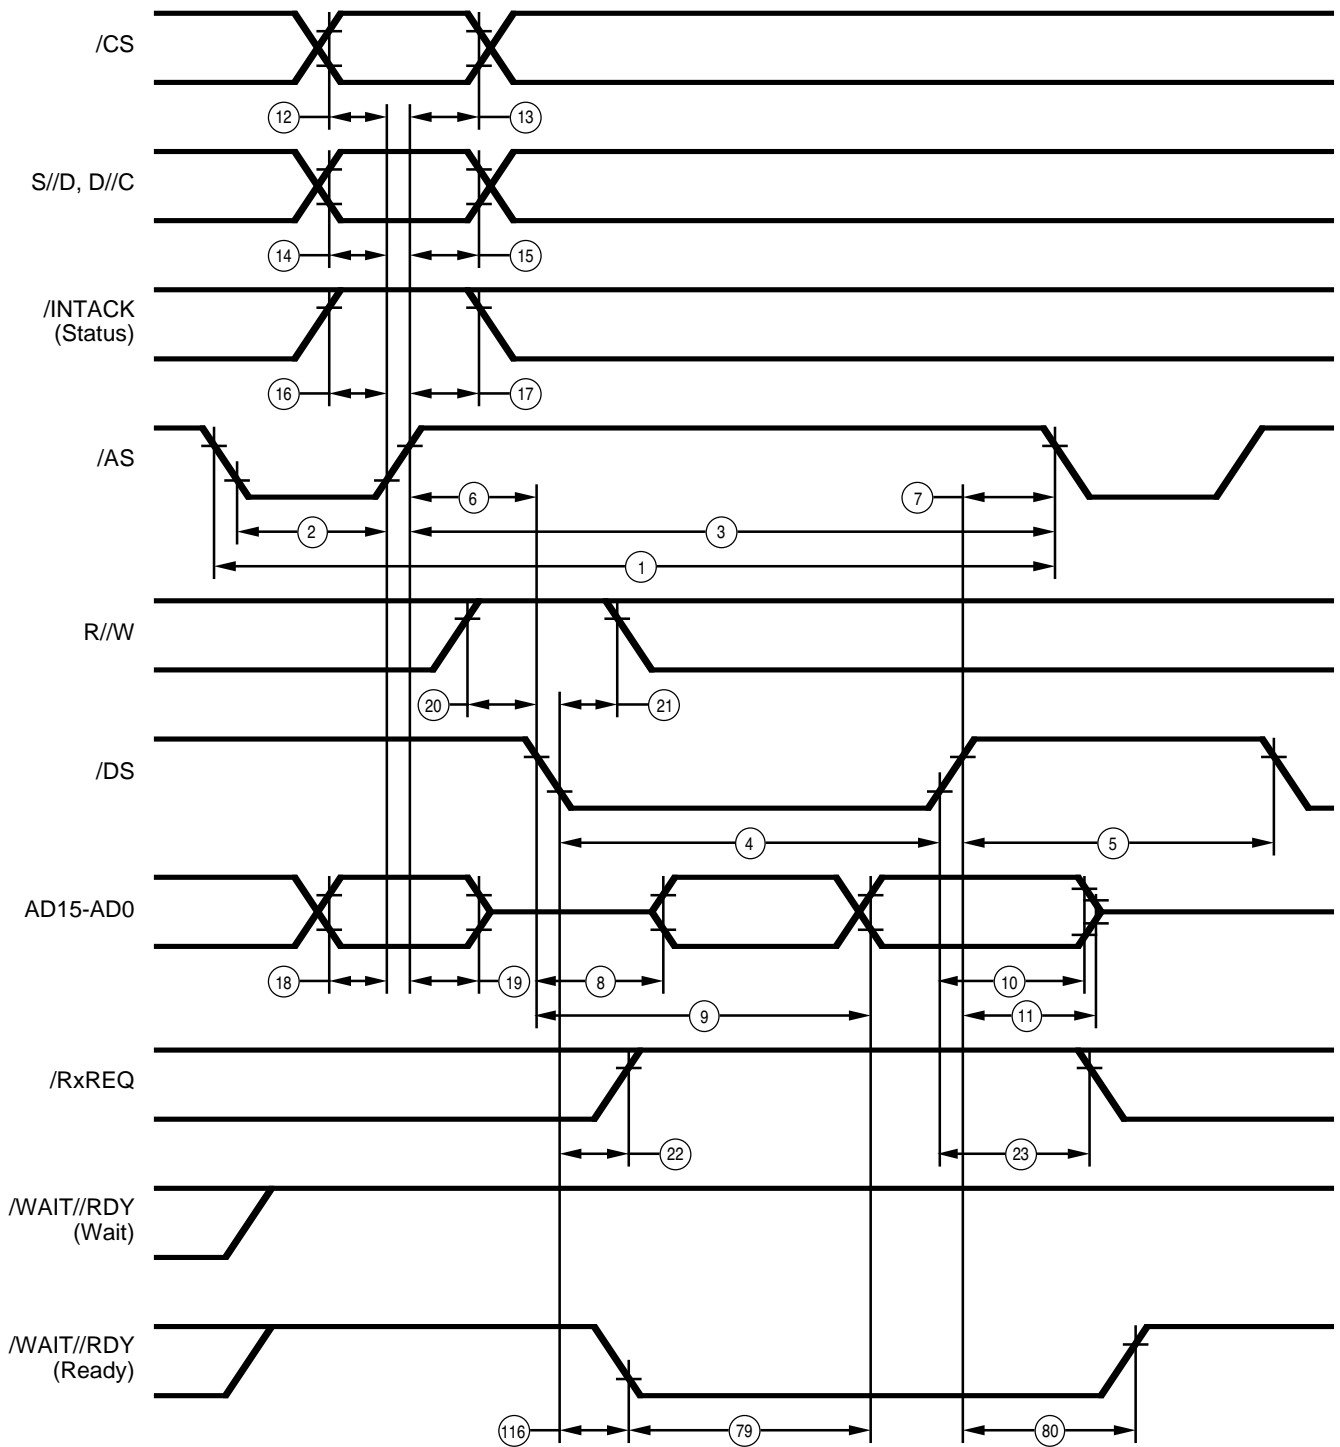 /CS
12
13
S//D, D//C
14
15
/INTACK
(Status)
16
17
/AS
6
7
2
3
1
R//W
20
21
/DS
4
5
AD15-AD0
18
19
8
10
9
11
/RxREQ
22
23
/WAIT//RDY
(Wait)
/WAIT//RDY
(Ready)
116
79
80